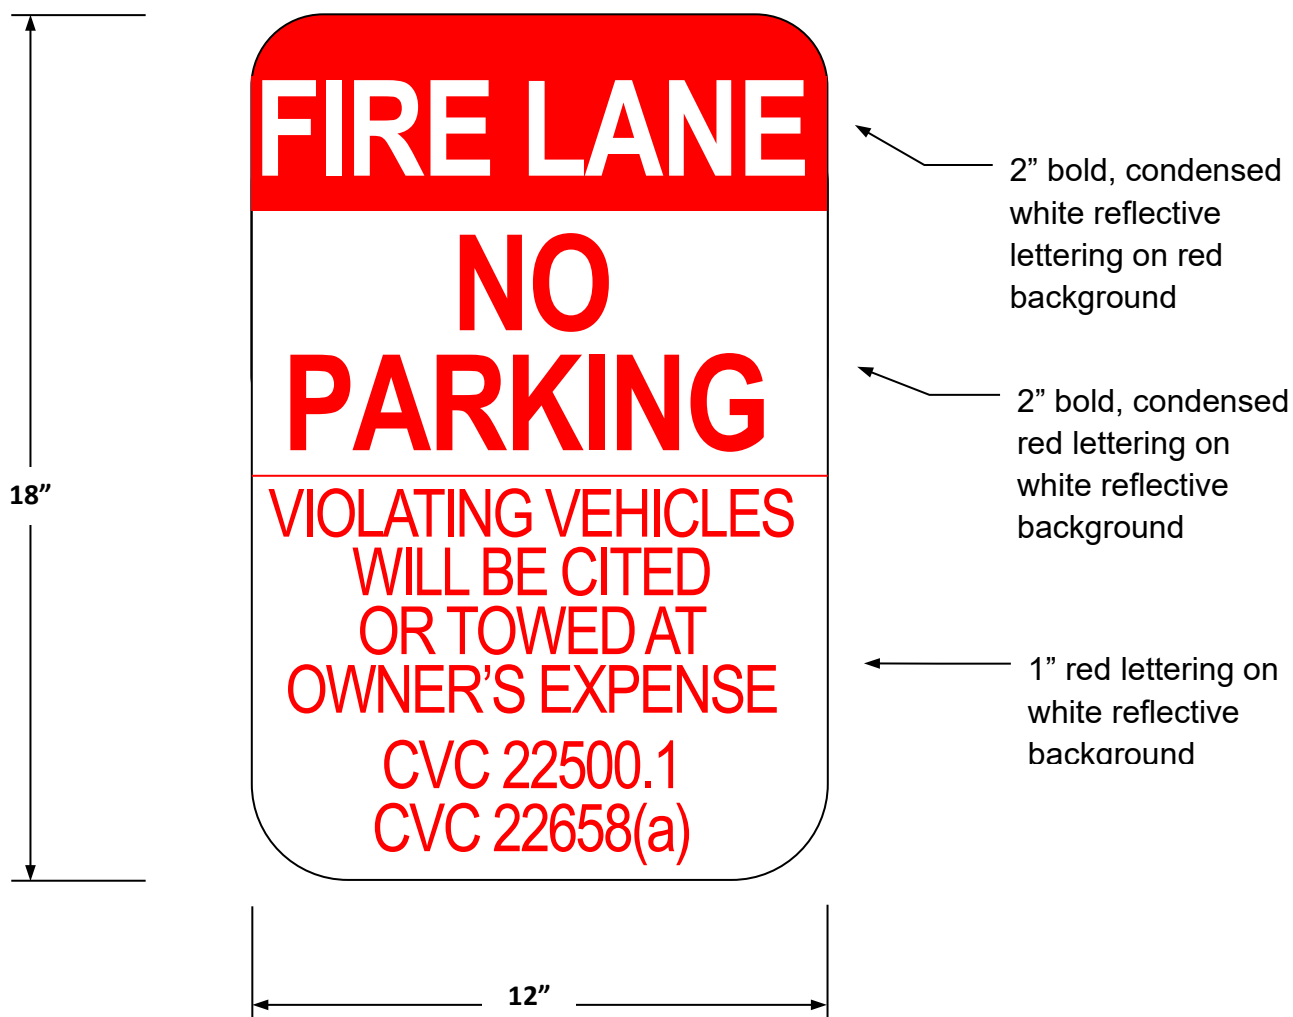 FIRE LANE
NO
PARKING
VIOLATING VEHICLES
WILL BE CITED
OR TOWED AT
OWNER’S EXPENSE
CVC 22500.1
CVC 22658(a)
18”
12”
2” bold, condensed
white reflective
lettering on red
background
2” bold, condensed
red lettering on
white reflective
background
1” red lettering on
white reflective
background